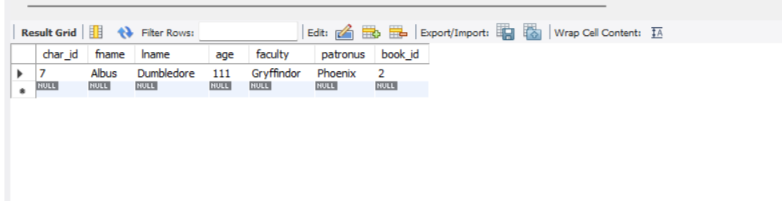 Result Grid Filter Rows: Edit: Export/Import: Wrap Cell Content: IA
char_id fname lname age faculty patronus book_id
7 Albus Dumbledore 111 Gryffindor Phoenix 2
NULL NULL NULL NULL NULL NULL NULL